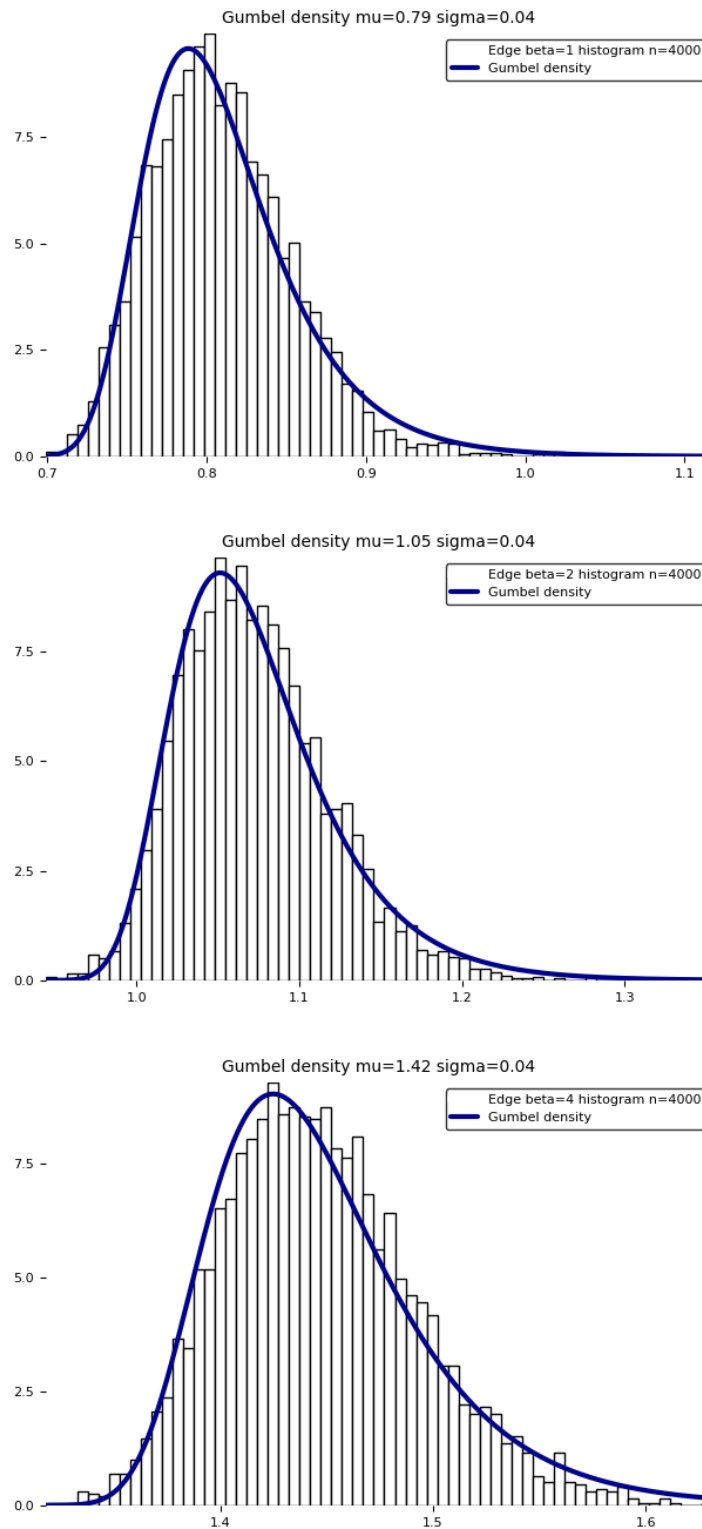 Gumbel density mu=0.79 sigma=0.04
Edge beta=1 histogram n=4000
Gumbel density
7.5
5.0
2.5
0.0
0.7 0.8 0.9 1.0 1.1
Gumbel density mu=1.05 sigma=0.04
Edge beta=2 histogram n=4000
Gumbel density
7.5
5.0
2.5
0.0
1.0 1.1 1.2 1.3
Gumbel density mu=1.42 sigma=0.04
Edge beta=4 histogram n=4000
Gumbel density
7.5
5.0
2.5
0.0
1.4 1.5 1.6